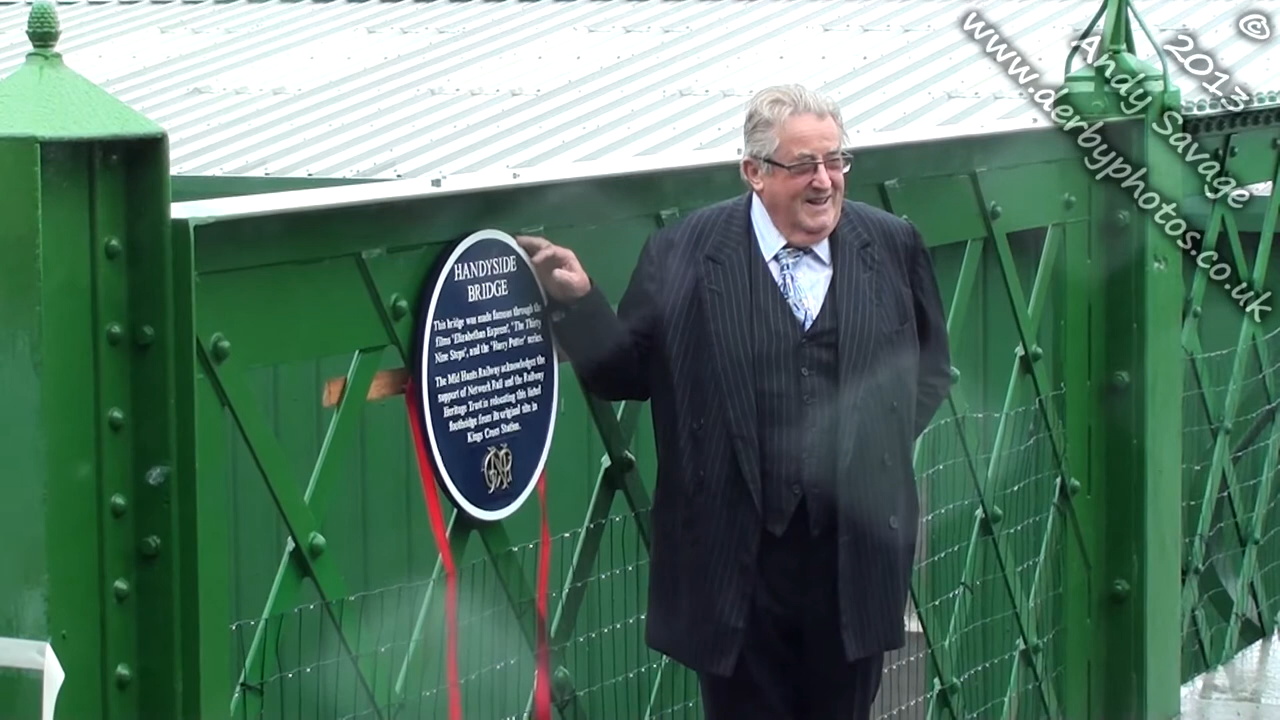 HANDYSIDE
BRIDGE
This bridge was made famous through the
films 'Elizabethan Express', 'The Thirty
Nine Steps', and the 'Harry Potter' series.
The Mid Hants Railway acknowledges the
support of Network Rail and the Railway
Heritage Trust in relocating this listed
footbridge from its original site in
Kings Cross Station.
© 2013
Andy Savage
www.derbyphotos.co.uk